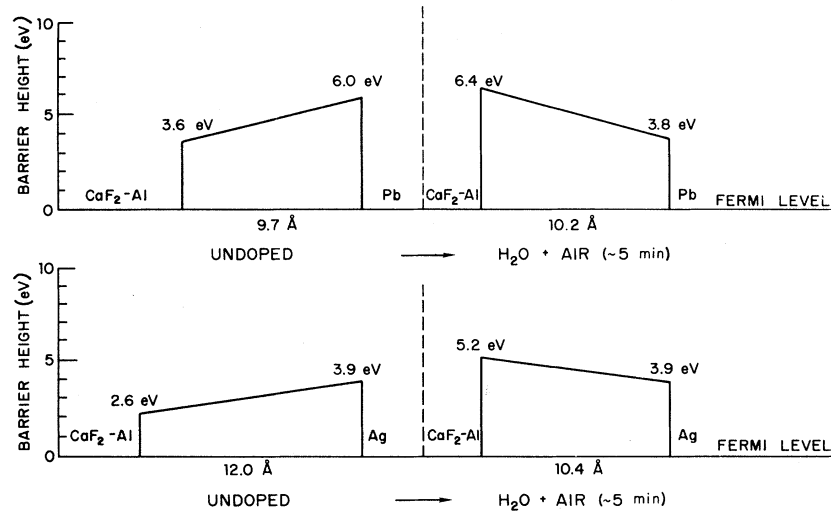 BARRIER HEIGHT (eV)
10
5
0
3.6 eV
6.0 eV
6.4 eV
3.8 eV
CaF₂-Al
Pb
CaF₂-Al
Pb
FERMI LEVEL
9.7 Å
10.2 Å
UNDOPED
H₂O + AIR (~5 min)
BARRIER HEIGHT (eV)
10
5
0
2.6 eV
3.9 eV
5.2 eV
3.9 eV
CaF₂-Al
Ag
CaF₂-Al
Ag
FERMI LEVEL
12.0 Å
10.4 Å
UNDOPED
H₂O + AIR (~5 min)